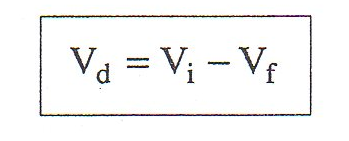 V_d = V_i − V_f